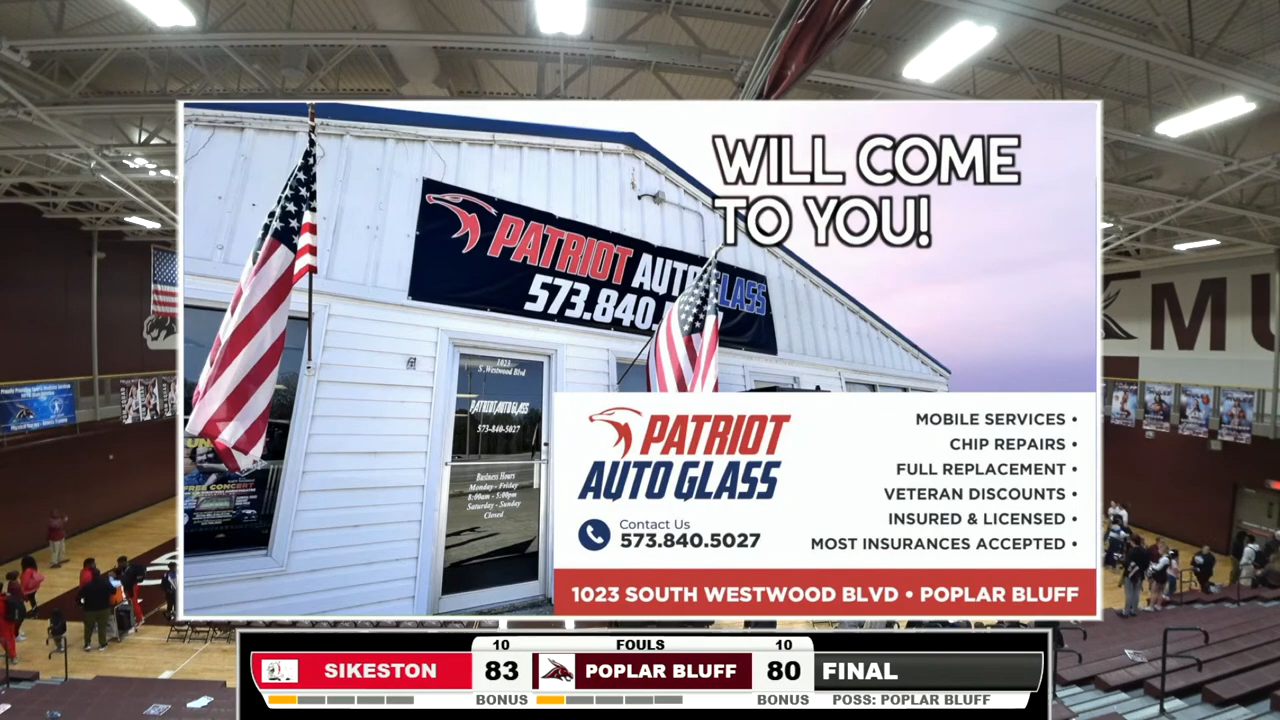 WILL COME
TO YOU!
PATRIOT AUTO GLASS
573.840.
1023
S. Westwood Blvd
PATRIOT AUTO GLASS
573-840-5027
Business Hours
Monday - Friday
8:00am - 5:00pm
Saturday - Sunday
Closed
FREE CONCERT
MU
PATRIOT
AUTO GLASS
Contact Us
573.840.5027
MOBILE SERVICES •
CHIP REPAIRS •
FULL REPLACEMENT •
VETERAN DISCOUNTS •
INSURED & LICENSED •
MOST INSURANCES ACCEPTED •
1023 SOUTH WESTWOOD BLVD • POPLAR BLUFF
10 FOULS 10
SIKESTON 83 POPLAR BLUFF 80 FINAL
BONUS BONUS POSS: POPLAR BLUFF